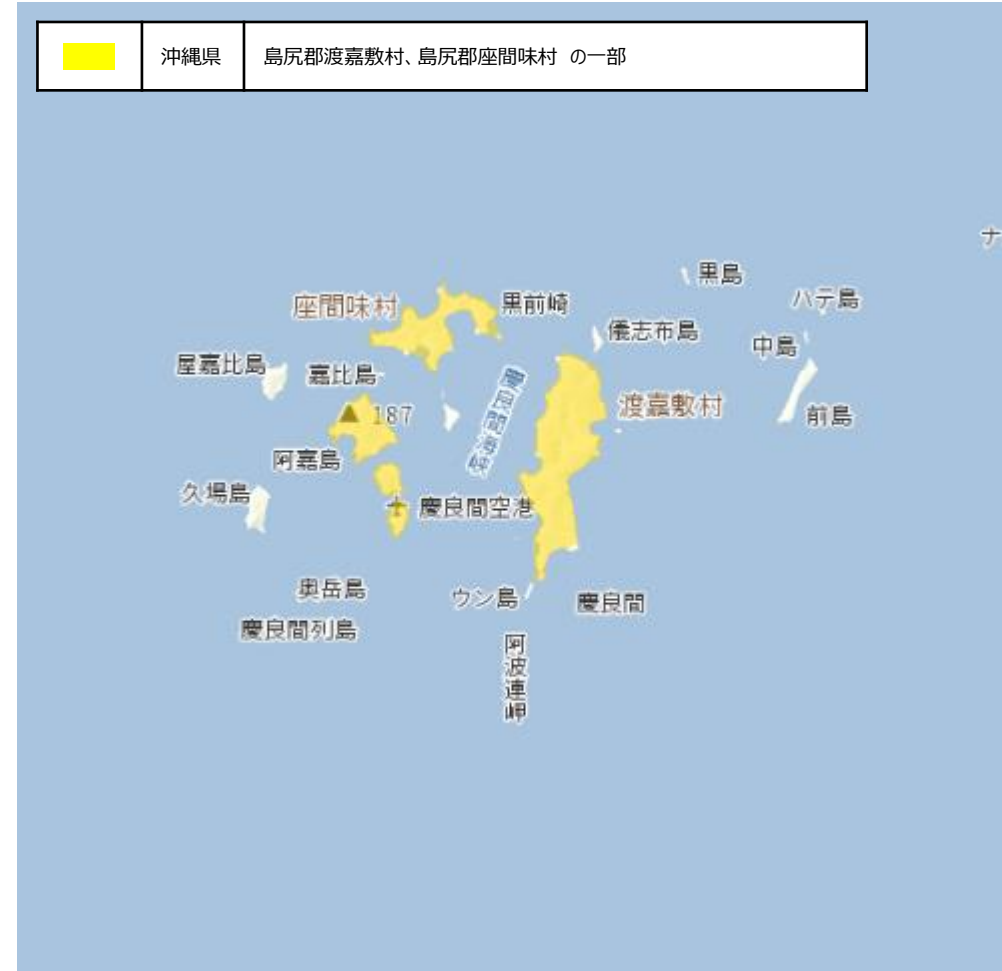 沖縄県 島尻郡渡嘉敷村、島尻郡座間味村 の一部
ナ
黒島
座間味村
黒前崎
ハテ島
儀志布島
中島
屋嘉比島
嘉比島
慶良間海峡
渡嘉敷村
187
前島
阿嘉島
久場島
慶良間空港
奥岳島
ウン島
慶良間
慶良間列島
阿波連岬